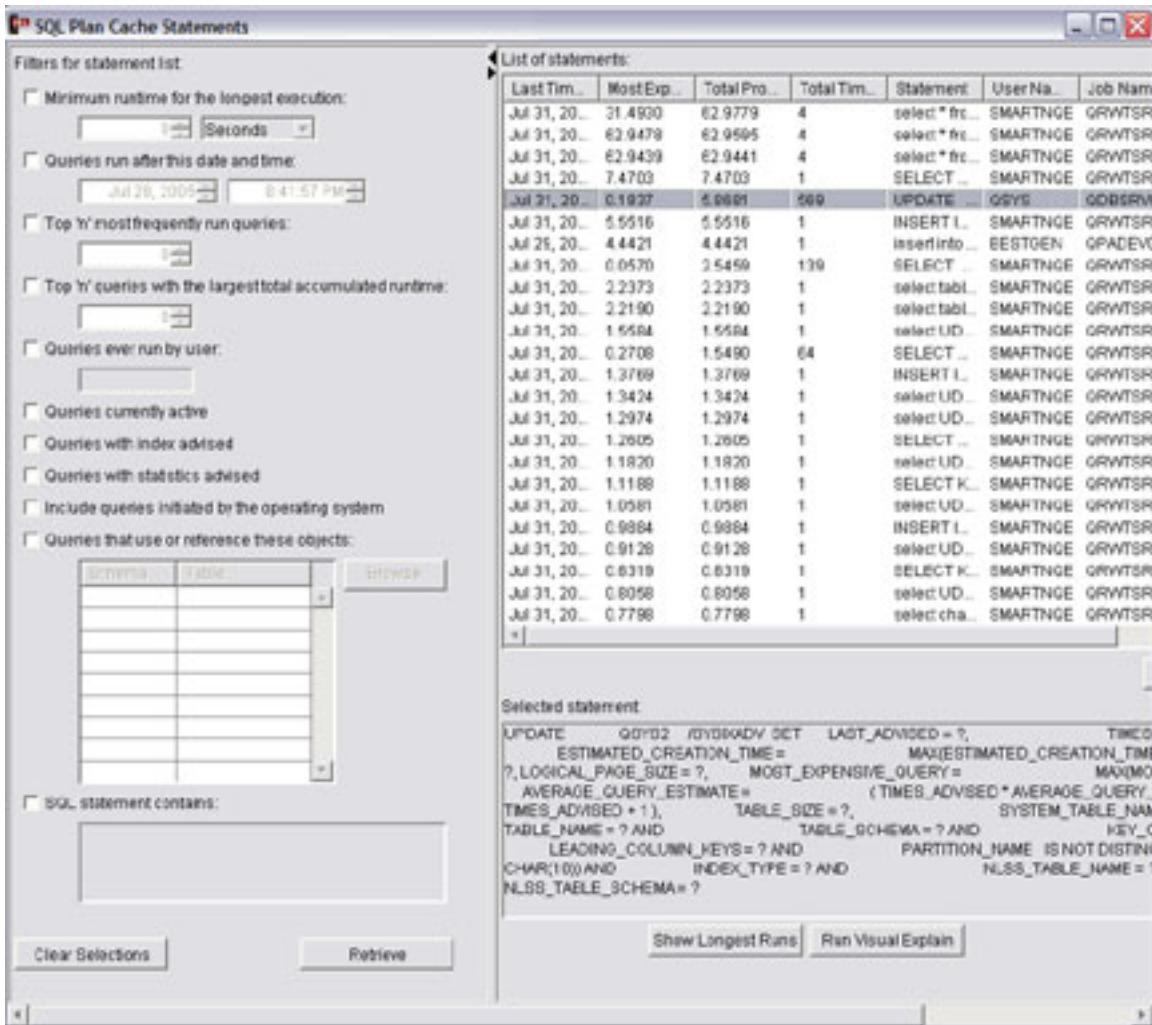 SQL Plan Cache Statements
Filters for statement list:
Minimum runtime for the longest execution:
Seconds
Queries run after this date and time:
Jul 28, 2005 8:41:57 PM
Top 'n' most frequently run queries:
Top 'n' queries with the largest total accumulated runtime:
Queries ever run by user:
Queries currently active
Queries with index advised
Queries with statistics advised
Include queries initiated by the operating system
Queries that use or reference these objects:
Schema Table Browse
SQL statement contains:
Clear Selections Retrieve
List of statements:
Last Tim... Most Exp... Total Pro... Total Tim... Statement User Na... Job Nam
Jul 31, 20... 31.4930 62.9779 4 select * frc... SMARTNGE QRWTSR
Jul 31, 20... 62.9478 62.9595 4 select * frc... SMARTNGE QRWTSR
Jul 31, 20... 62.9439 62.9441 4 select * frc... SMARTNGE QRWTSR
Jul 31, 20... 7.4703 7.4703 1 SELECT ... SMARTNGE QRWTSR
Jul 31, 20... 0.1837 5.8681 569 UPDATE ... QSYS QDBSRV
Jul 31, 20... 5.5516 5.5516 1 INSERT I... SMARTNGE QRWTSR
Jul 25, 20... 4.4421 4.4421 1 insert into ... BESTGEN QPADEVC
Jul 31, 20... 0.0570 2.5459 139 SELECT ... SMARTNGE QRWTSR
Jul 31, 20... 2.2373 2.2373 1 select tabl... SMARTNGE QRWTSR
Jul 31, 20... 2.2190 2.2190 1 select tabl... SMARTNGE QRWTSR
Jul 31, 20... 1.5584 1.5584 1 select UD... SMARTNGE QRWTSR
Jul 31, 20... 0.2708 1.5490 64 SELECT ... SMARTNGE QRWTSR
Jul 31, 20... 1.3769 1.3769 1 INSERT I... SMARTNGE QRWTSR
Jul 31, 20... 1.3424 1.3424 1 select UD... SMARTNGE QRWTSR
Jul 31, 20... 1.2974 1.2974 1 select UD... SMARTNGE QRWTSR
Jul 31, 20... 1.2605 1.2605 1 SELECT ... SMARTNGE QRWTSR
Jul 31, 20... 1.1820 1.1820 1 select UD... SMARTNGE QRWTSR
Jul 31, 20... 1.1188 1.1188 1 SELECT K... SMARTNGE QRWTSR
Jul 31, 20... 1.0581 1.0581 1 select UD... SMARTNGE QRWTSR
Jul 31, 20... 0.9884 0.9884 1 INSERT I... SMARTNGE QRWTSR
Jul 31, 20... 0.9128 0.9128 1 select UD... SMARTNGE QRWTSR
Jul 31, 20... 0.8319 0.8319 1 SELECT K... SMARTNGE QRWTSR
Jul 31, 20... 0.8058 0.8058 1 select UD... SMARTNGE QRWTSR
Jul 31, 20... 0.7798 0.7798 1 select cha... SMARTNGE QRWTSR
Selected statement:
UPDATE QSYS2 /SYSIXADV SET LAST_ADVISED = ?, TIMES
ESTIMATED_CREATION_TIME = MAX(ESTIMATED_CREATION_TIME
?, LOGICAL_PAGE_SIZE = ?, MOST_EXPENSIVE_QUERY = MAX(MO
AVERAGE_QUERY_ESTIMATE = ( TIMES_ADVISED * AVERAGE_QUERY_
TIMES_ADVISED + 1 ), TABLE_SIZE = ?, SYSTEM_TABLE_NAM
TABLE_NAME = ? AND TABLE_SCHEMA = ? AND KEY_C
LEADING_COLUMN_KEYS = ? AND PARTITION_NAME IS NOT DISTINC
CHAR(10)) AND INDEX_TYPE = ? AND NLSS_TABLE_NAME = ?
NLSS_TABLE_SCHEMA = ?
Show Longest Runs Run Visual Explain